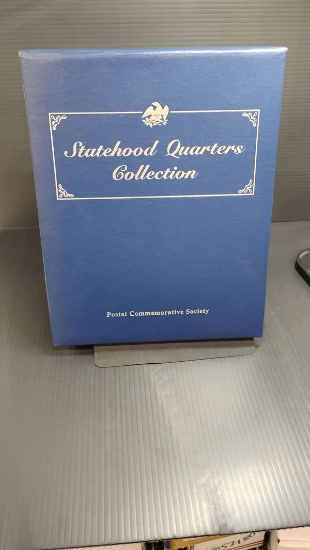 Statehood Quarters
Collection
Postal Commemorative Society